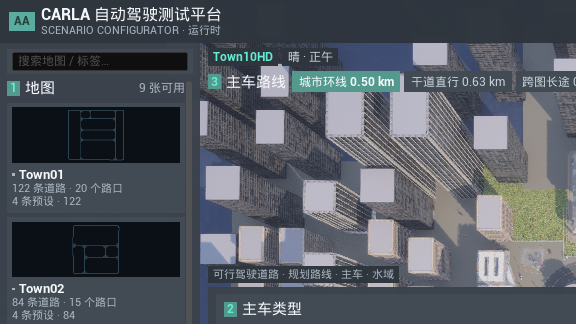 AA
CARLA 自动驾驶测试平台
SCENARIO CONFIGURATOR · 运行时
搜索地图 / 标签...
1 地图 9 张可用
Town01
122 条道路 · 20 个路口
4 条预设 · 122
Town02
84 条道路 · 15 个路口
4 条预设 · 84
Town10HD 晴 · 正午
3 主车路线 城市环线 0.50 km 干道直行 0.63 km 跨图长途
可行驶道路 · 规划路线 · 主车 · 水域
2 主车类型